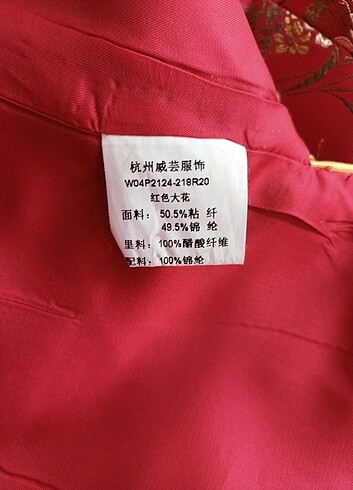 杭州威芸服饰
W04P2124-218R20
红色大花
面料：50.5%粘 纤
49.5%锦 纶
里料：100%醋酸纤维
配料：100%锦纶